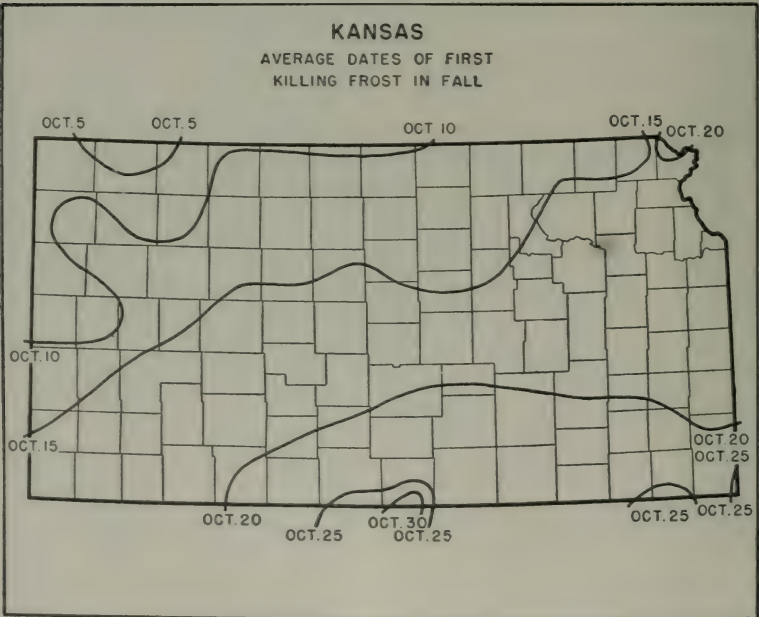 KANSAS
AVERAGE DATES OF FIRST
KILLING FROST IN FALL
OCT. 5
OCT. 5
OCT 10
OCT. 15
OCT. 20
OCT. 10
OCT. 15
OCT. 20
OCT. 25
OCT. 20
OCT. 25
OCT. 30
OCT. 25
OCT. 25
OCT. 25